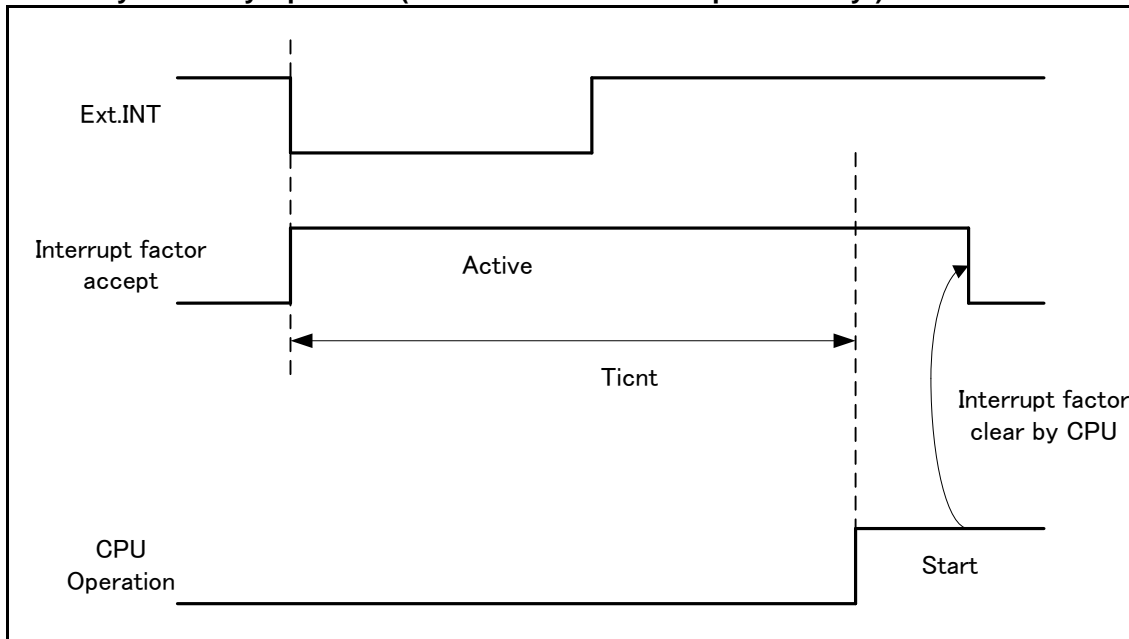 Ext.INT
Interrupt factor
accept
Active
Ticnt
Interrupt factor
clear by CPU
CPU
Operation
Start